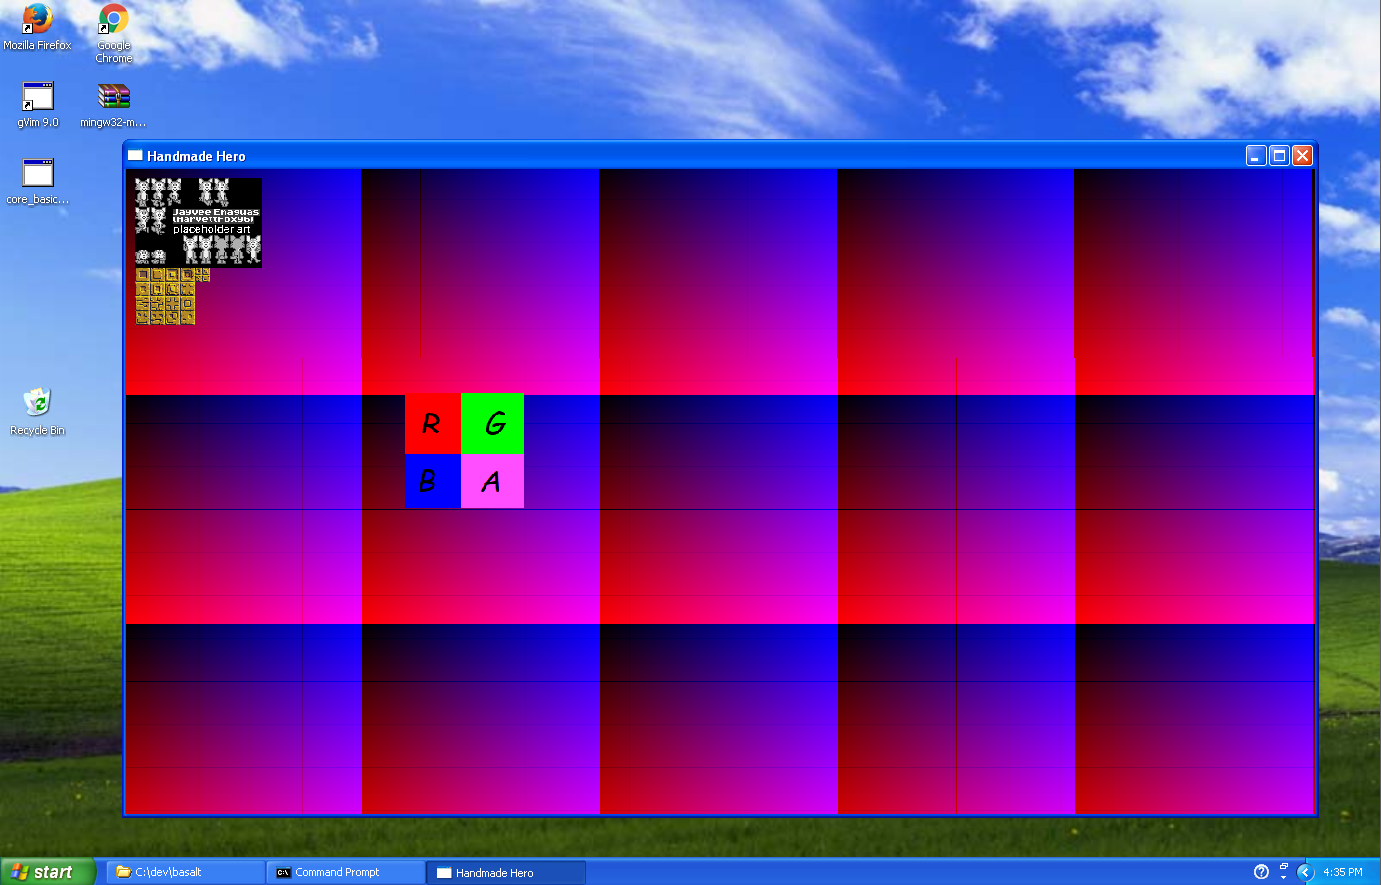 Mozilla Firefox
Google
Chrome
gVim 9.0
mingw32-m...
core_basic...
Recycle Bin
Handmade Hero
Jayvee Enaguas
(HarvettFox96)
placeholder art
R
G
B
A
start
C:\dev\basalt
Command Prompt
Handmade Hero
4:35 PM